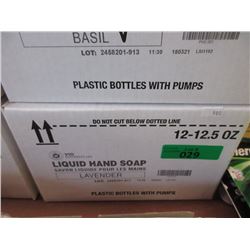 BASIL
LOT: 2468201-913 11:30 180321
PLASTIC BOTTLES WITH PUMPS
DO NOT CUT BELOW DOTTED LINE
12-12.5 OZ
LIQUID HAND SOAP
029
SAVON LIQUIDE POUR LES MAINS
LAVENDER
PLASTIC BOTTLES WITH PUMPS